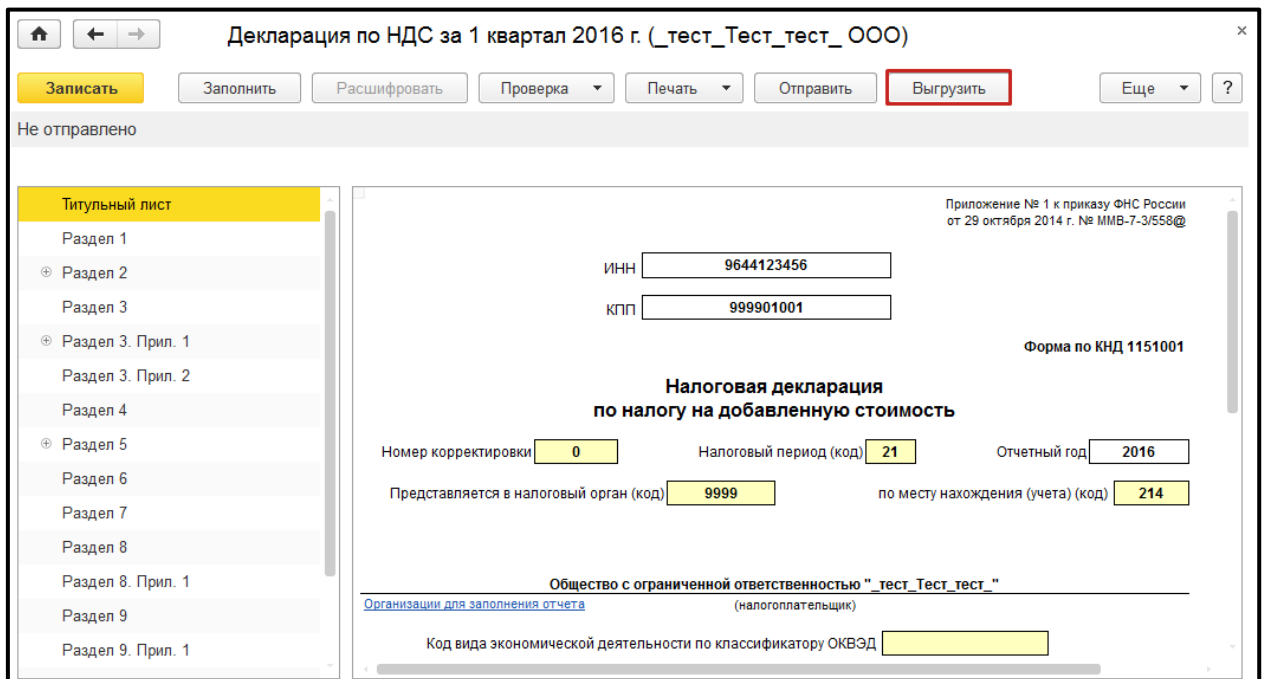 Декларация по НДС за 1 квартал 2016 г. (_тест_Тест_тест_ ООО)
Записать Заполнить Расшифровать Проверка Печать Отправить Выгрузить Еще ?
Не отправлено
Титульный лист
Раздел 1
Раздел 2
Раздел 3
Раздел 3. Прил. 1
Раздел 3. Прил. 2
Раздел 4
Раздел 5
Раздел 6
Раздел 7
Раздел 8
Раздел 8. Прил. 1
Раздел 9
Раздел 9. Прил. 1
Приложение № 1 к приказу ФНС России
от 29 октября 2014 г. № ММВ-7-3/558@
ИНН 9644123456
КПП 999901001
Форма по КНД 1151001
Налоговая декларация
по налогу на добавленную стоимость
Номер корректировки 0 Налоговый период (код) 21 Отчетный год 2016
Представляется в налоговый орган (код) 9999 по месту нахождения (учета) (код) 214
Общество с ограниченной ответственностью "_тест_Тест_тест_"
Организации для заполнения отчета (налогоплательщик)
Код вида экономической деятельности по классификатору ОКВЭД